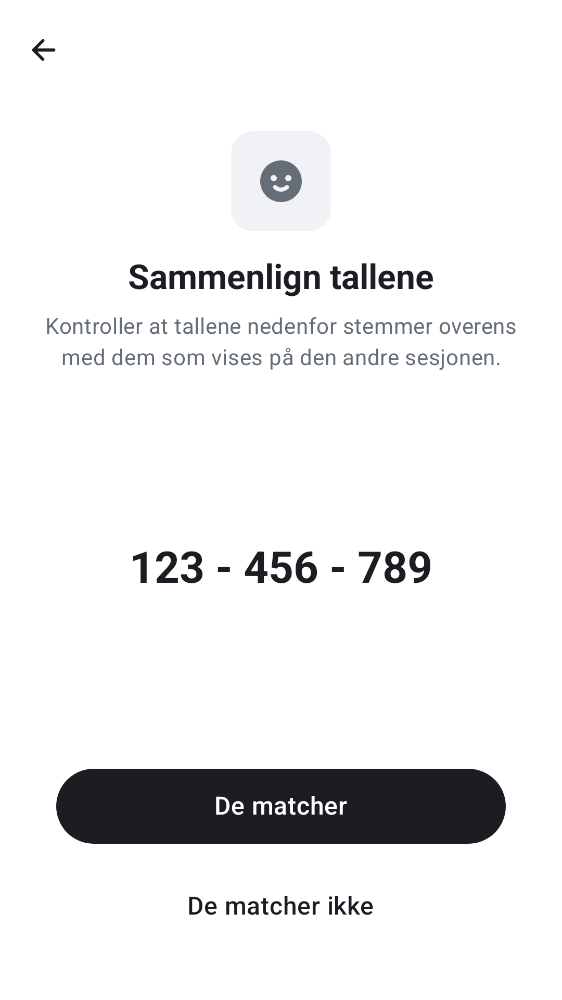 Sammenlign tallene
Kontroller at tallene nedenfor stemmer overens
med dem som vises på den andre sesjonen.
123 - 456 - 789
De matcher
De matcher ikke